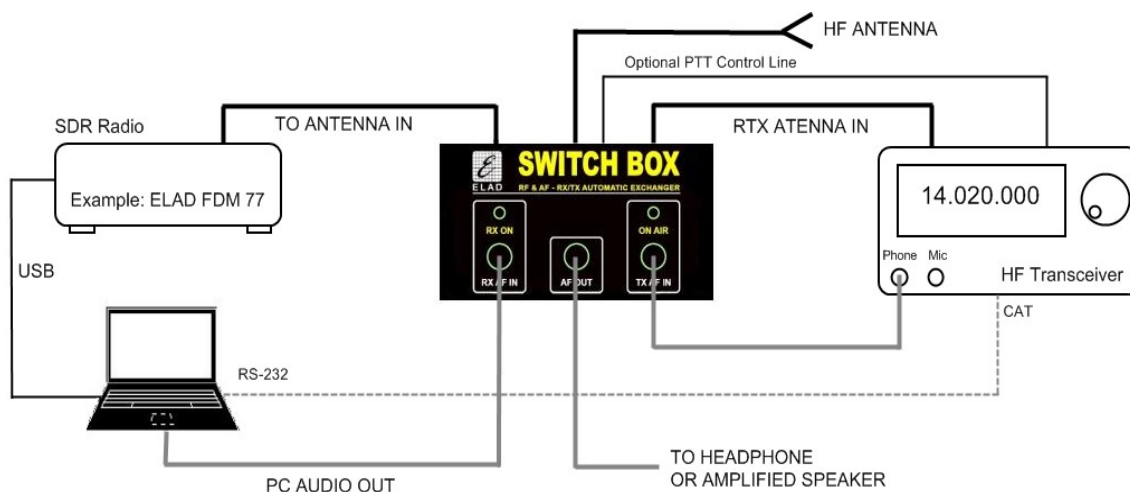 HF ANTENNA
Optional PTT Control Line
SDR Radio
TO ANTENNA IN
RTX ATENNA IN
Example: ELAD FDM 77
E
ELAD
SWITCH BOX
RF & AF - RX/TX AUTOMATIC EXCHANGER
RX ON
ON AIR
RX AF IN
AF OUT
TX AF IN
14.020.000
Phone
Mic
HF Transceiver
USB
CAT
RS-232
PC AUDIO OUT
TO HEADPHONE
OR AMPLIFIED SPEAKER